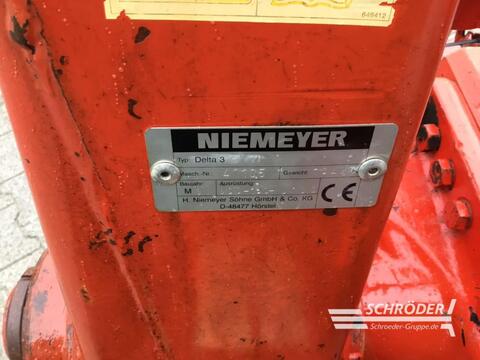 648412
NIEMEYER
Typ: Delta 3
Masch.-Nr. Gewicht
Baujahr Ausrüstung
M CE
H. Niemeyer Söhne GmbH & Co. KG
D-48477 Hörstel
SCHRÖDER
Schroeder-Gruppe.de